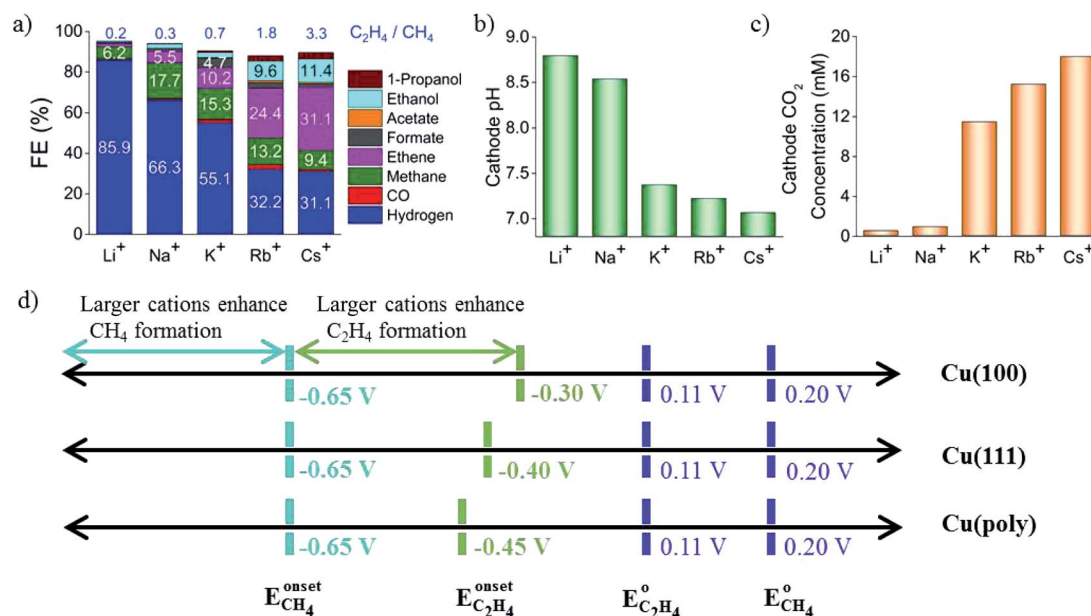 a)
0.2 0.3 0.7 1.8 3.3 C₂H₄ / CH₄
100
80
60
40
20
0
FE (%)
6.2
85.9
5.5
17.7
66.3
4.7
10.2
15.3
55.1
9.6
24.4
13.2
32.2
11.4
31.1
9.4
31.1
1-Propanol
Ethanol
Acetate
Formate
Ethene
Methane
CO
Hydrogen
Li⁺ Na⁺ K⁺ Rb⁺ Cs⁺
b)
Cathode pH
9.0
8.5
8.0
7.5
7.0
Li⁺ Na⁺ K⁺ Rb⁺ Cs⁺
c)
Cathode CO₂
Concentration (mM)
20
16
12
8
4
0
Li⁺ Na⁺ K⁺ Rb⁺ Cs⁺
d)
Larger cations enhance
CH₄ formation
Larger cations enhance
C₂H₄ formation
-0.65 V -0.30 V 0.11 V 0.20 V Cu(100)
-0.65 V -0.40 V 0.11 V 0.20 V Cu(111)
-0.65 V -0.45 V 0.11 V 0.20 V Cu(poly)
E onset CH₄ E onset C₂H₄ E o C₂H₄ E o CH₄